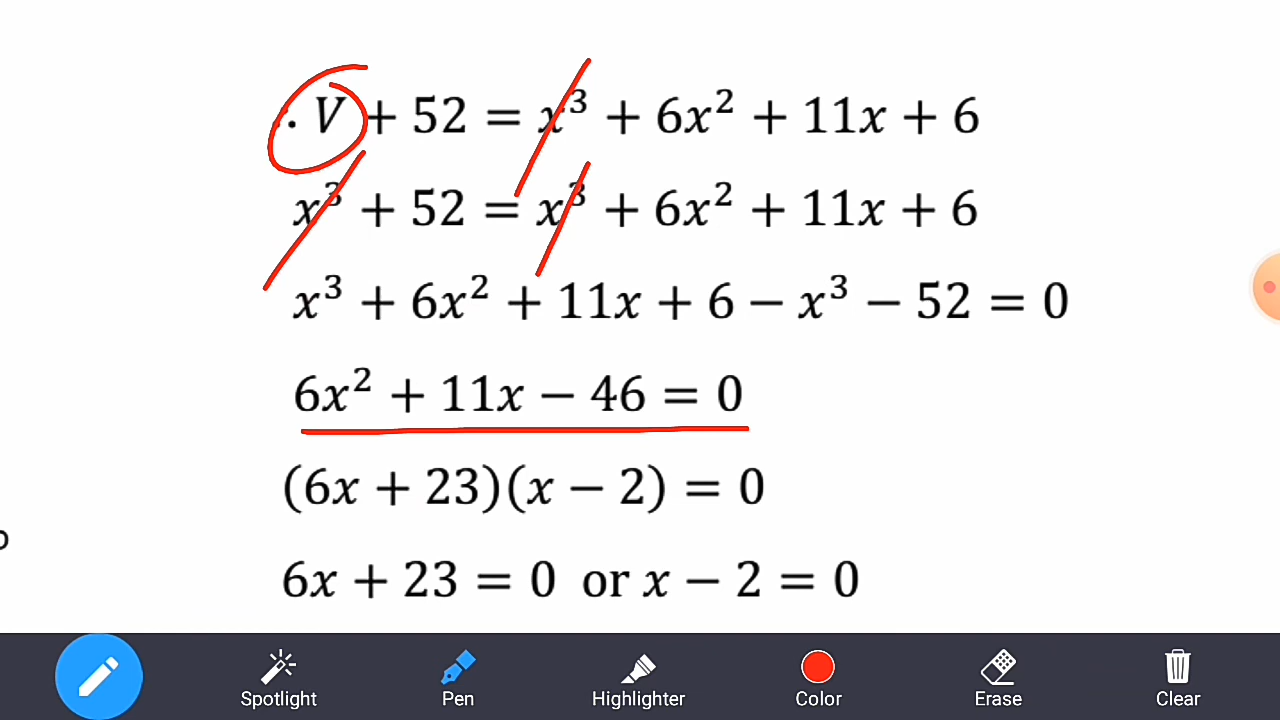 ∴ V + 52 = x³ + 6x² + 11x + 6
x³ + 52 = x³ + 6x² + 11x + 6
x³ + 6x² + 11x + 6 − x³ − 52 = 0
6x² + 11x − 46 = 0
(6x + 23)(x − 2) = 0
6x + 23 = 0 or x − 2 = 0
Spotlight Pen Highlighter Color Erase Clear